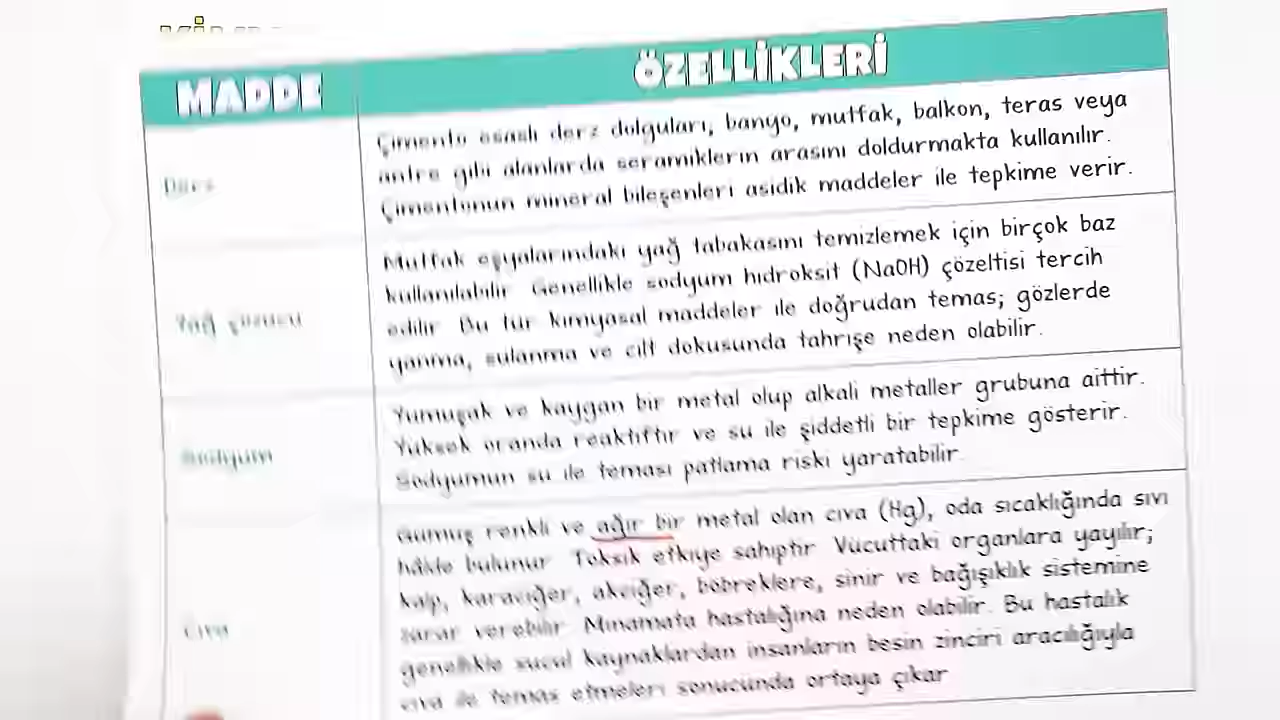 MADDE
ÖZELLİKLERİ
Derz
Çimento esaslı derz dolguları, banyo, mutfak, balkon, teras veya
antre gibi alanlarda seramiklerin arasını doldurmakta kullanılır.
Çimentonun mineral bileşenleri asidik maddeler ile tepkime verir.
Yağ çözücü
Mutfak eşyalarındaki yağ tabakasını temizlemek için birçok baz
kullanılabilir. Genellikle sodyum hidroksit (NaOH) çözeltisi tercih
edilir. Bu tür kimyasal maddeler ile doğrudan temas; gözlerde
yanma, sulanma ve cilt dokusunda tahrişe neden olabilir.
Sodyum
Yumuşak ve kaygan bir metal olup alkali metaller grubuna aittir.
Yüksek oranda reaktiftir ve su ile şiddetli bir tepkime gösterir.
Sodyumun su ile teması patlama riski yaratabilir.
Cıva
Gümüş renkli ve ağır bir metal olan cıva (Hg), oda sıcaklığında sıvı
hâlde bulunur. Toksik etkiye sahiptir. Vücuttaki organlara yayılır;
kalp, karaciğer, akciğer, böbreklere, sinir ve bağışıklık sistemine
zarar verebilir. Minamata hastalığına neden olabilir. Bu hastalık
genellikle sucul kaynaklardan insanların besin zinciri aracılığıyla
cıva ile temas etmeleri sonucunda ortaya çıkar.